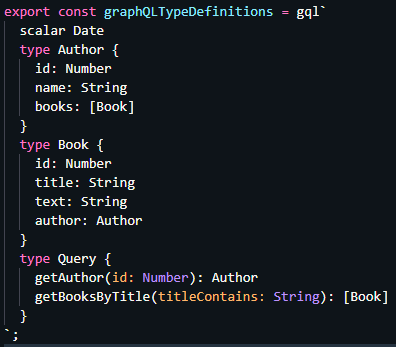 export const graphQLTypeDefinitions = gql`
  scalar Date
  type Author {
    id: Number
    name: String
    books: [Book]
  }
  type Book {
    id: Number
    title: String
    text: String
    author: Author
  }
  type Query {
    getAuthor(id: Number): Author
    getBooksByTitle(titleContains: String): [Book]
  }
`;